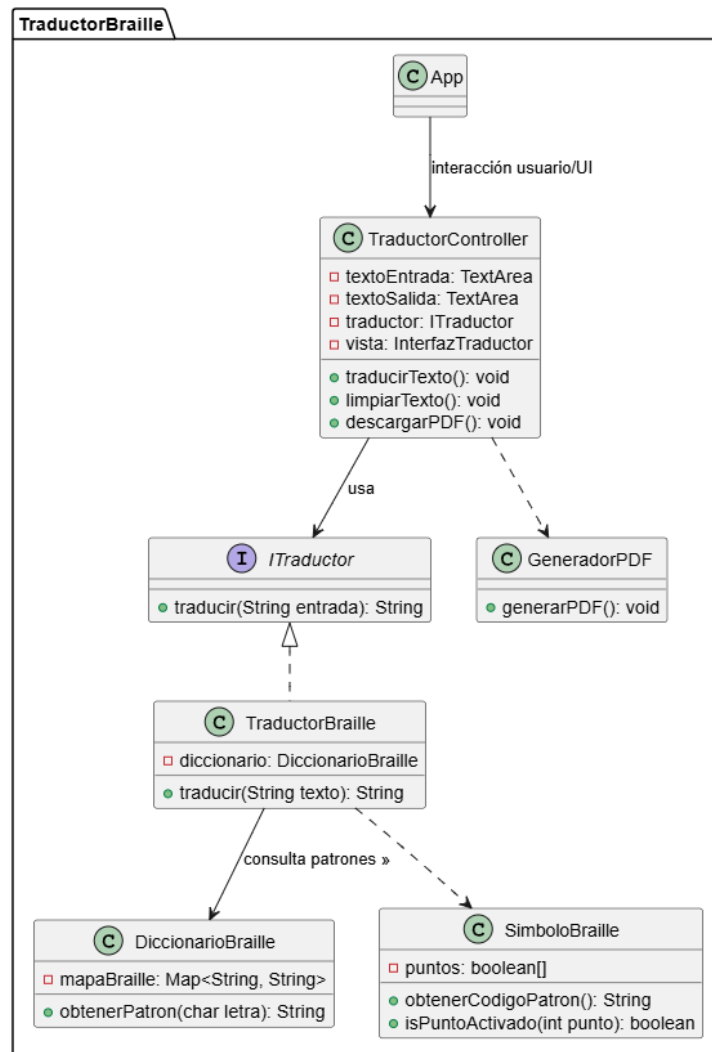 TraductorBraille
C App
interacción usuario/UI
C TraductorController
textoEntrada: TextArea
textoSalida: TextArea
traductor: ITraductor
vista: InterfazTraductor
traducirTexto(): void
limpiarTexto(): void
descargarPDF(): void
usa
I ITraductor
traducir(String entrada): String
C GeneradorPDF
generarPDF(): void
C TraductorBraille
diccionario: DiccionarioBraille
traducir(String texto): String
consulta patrones »
C DiccionarioBraille
mapaBraille: Map<String, String>
obtenerPatron(char letra): String
C SimboloBraille
puntos: boolean[]
obtenerCodigoPatron(): String
isPuntoActivado(int punto): boolean